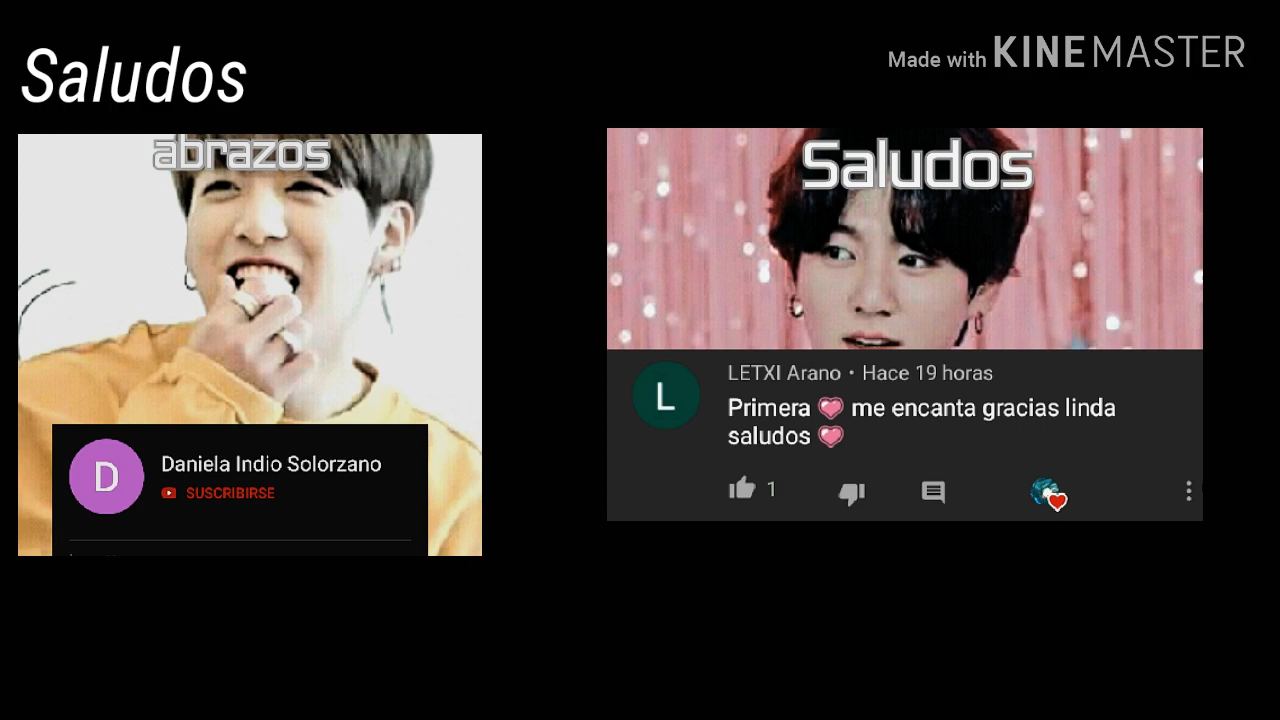 Saludos
Made with KINEMASTER
abrazos
D
Daniela Indio Solorzano
SUSCRIBIRSE
Saludos
L
LETXI Arano • Hace 19 horas
Primera 💗 me encanta gracias linda
saludos 💗
1